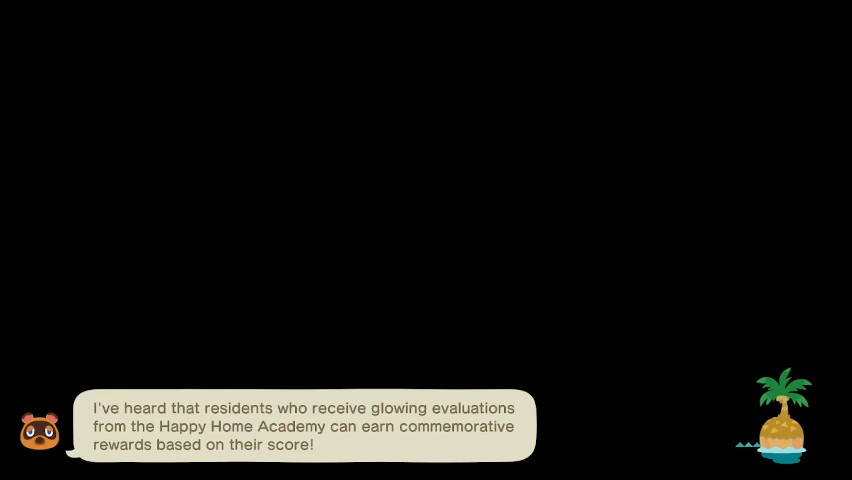 I've heard that residents who receive glowing evaluations
from the Happy Home Academy can earn commemorative
rewards based on their score!